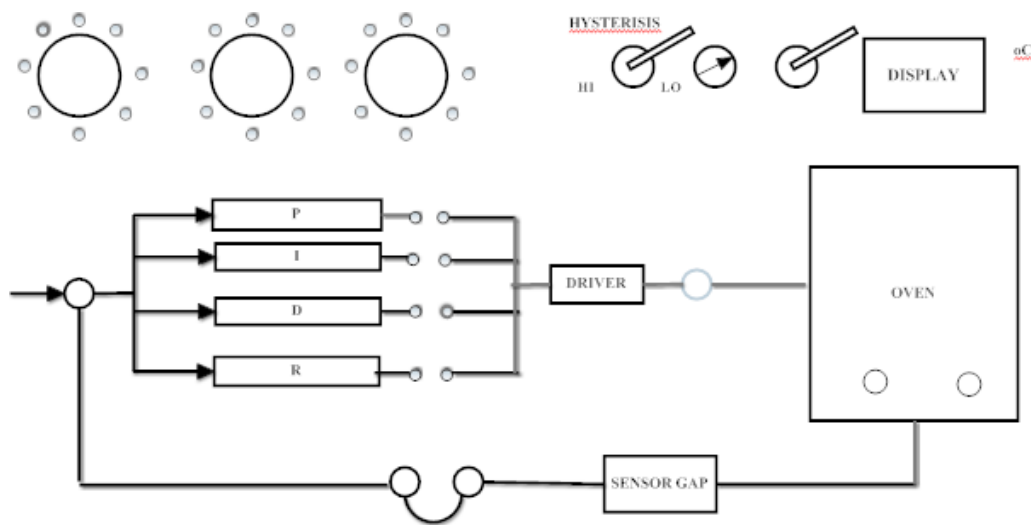 HYSTERISIS
HI
LO
DISPLAY
oC
P
I
D
R
DRIVER
OVEN
SENSOR GAP